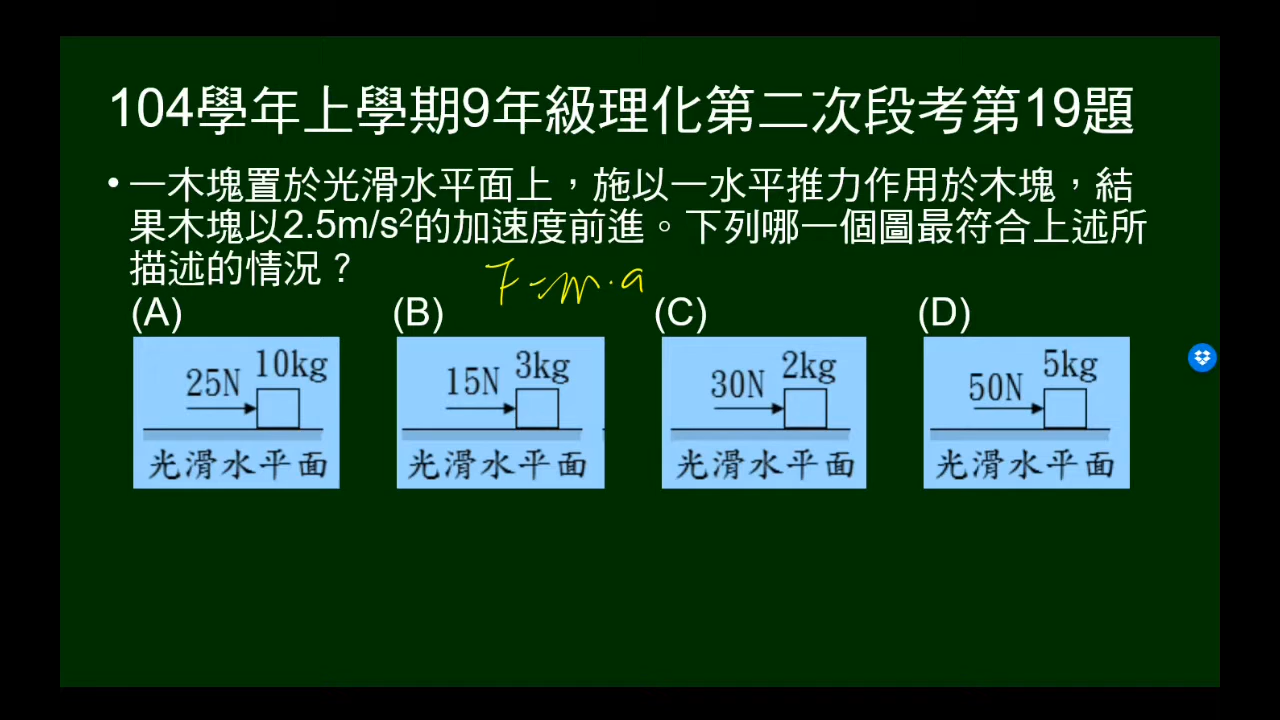 104學年上學期9年級理化第二次段考第19題
• 一木塊置於光滑水平面上，施以一水平推力作用於木塊，結
果木塊以2.5m/s²的加速度前進。下列哪一個圖最符合上述所
描述的情況？
F=m·a
(A) (B) (C) (D)
25N 10kg
光滑水平面
15N 3kg
光滑水平面
30N 2kg
光滑水平面
50N 5kg
光滑水平面